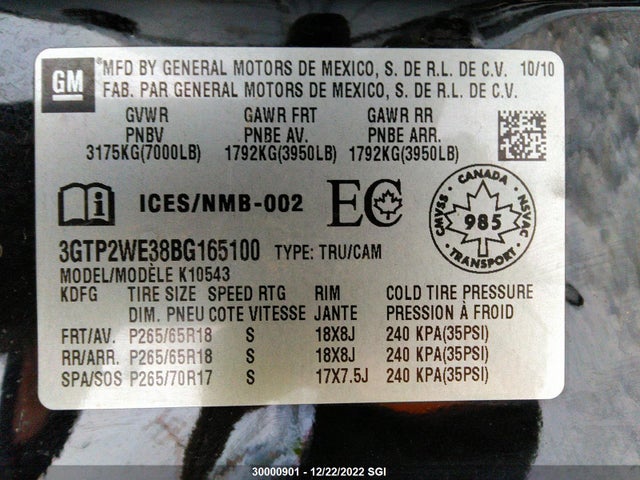 GM
®MFD BY GENERAL MOTORS DE MEXICO, S. DE R.L. DE C.V. 10/10
FAB. PAR GENERAL MOTORS DE MEXICO, S. DE R.L. DE C.V.
GVWR GAWR FRT GAWR RR
PNBV PNBE AV. PNBE ARR.
3175KG(7000LB) 1792KG(3950LB) 1792KG(3950LB)
i ICES/NMB-002 EC
CANADA
CMVSS 985 NSVAC
TRANSPORT
3GTP2WE38BG165100 TYPE: TRU/CAM
MODEL/MODÈLE K10543
KDFG TIRE SIZE SPEED RTG RIM COLD TIRE PRESSURE
DIM. PNEU COTE VITESSE JANTE PRESSION À FROID
FRT/AV. P265/65R18 S 18X8J 240 KPA(35PSI)
RR/ARR. P265/65R18 S 18X8J 240 KPA(35PSI)
SPA/SOS P265/70R17 S 17X7.5J 240 KPA(35PSI)
30000901 - 12/22/2022 SGI